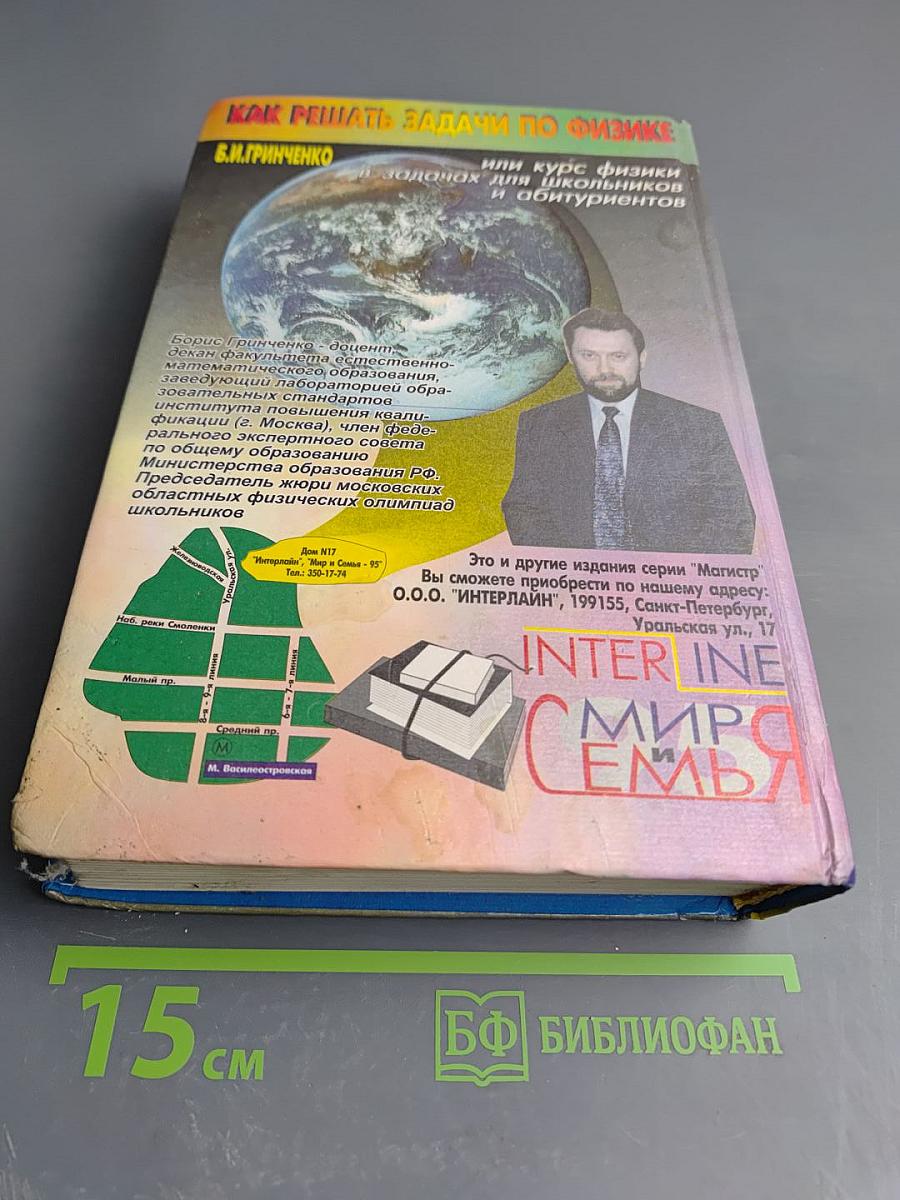 КАК РЕШАТЬ ЗАДАЧИ ПО ФИЗИКЕ
Б.И.ГРИНЧЕНКО
или курс физики
в задачах для школьников
и абитуриентов
Борис Гринченко - доцент,
декан факультета естественно-
математического образования,
заведующий лабораторией обра-
зовательных стандартов
института повышения квали-
фикации (г. Москва), член феде-
рального экспертного совета
по общему образованию
Министерства образования РФ.
Председатель жюри московских
областных физических олимпиад
школьников
Дом N17
"Интерлайн", "Мир и Семья - 95"
Тел.: 350-17-74
Железноводская
Уральская ул.
Наб. реки Смоленки
Малый пр.
8-я - 9-я линия
6-я - 7-я линия
Средний пр.
М
М. Василеостровская
Это и другие издания серии "Магистр"
Вы сможете приобрести по нашему адресу:
О.О.О. "ИНТЕРЛАЙН", 199155, Санкт-Петербург,
Уральская ул., 17
INTERLINE
МИР
и
СЕМЬЯ
95
15 см
БФ БИБЛИОФАН